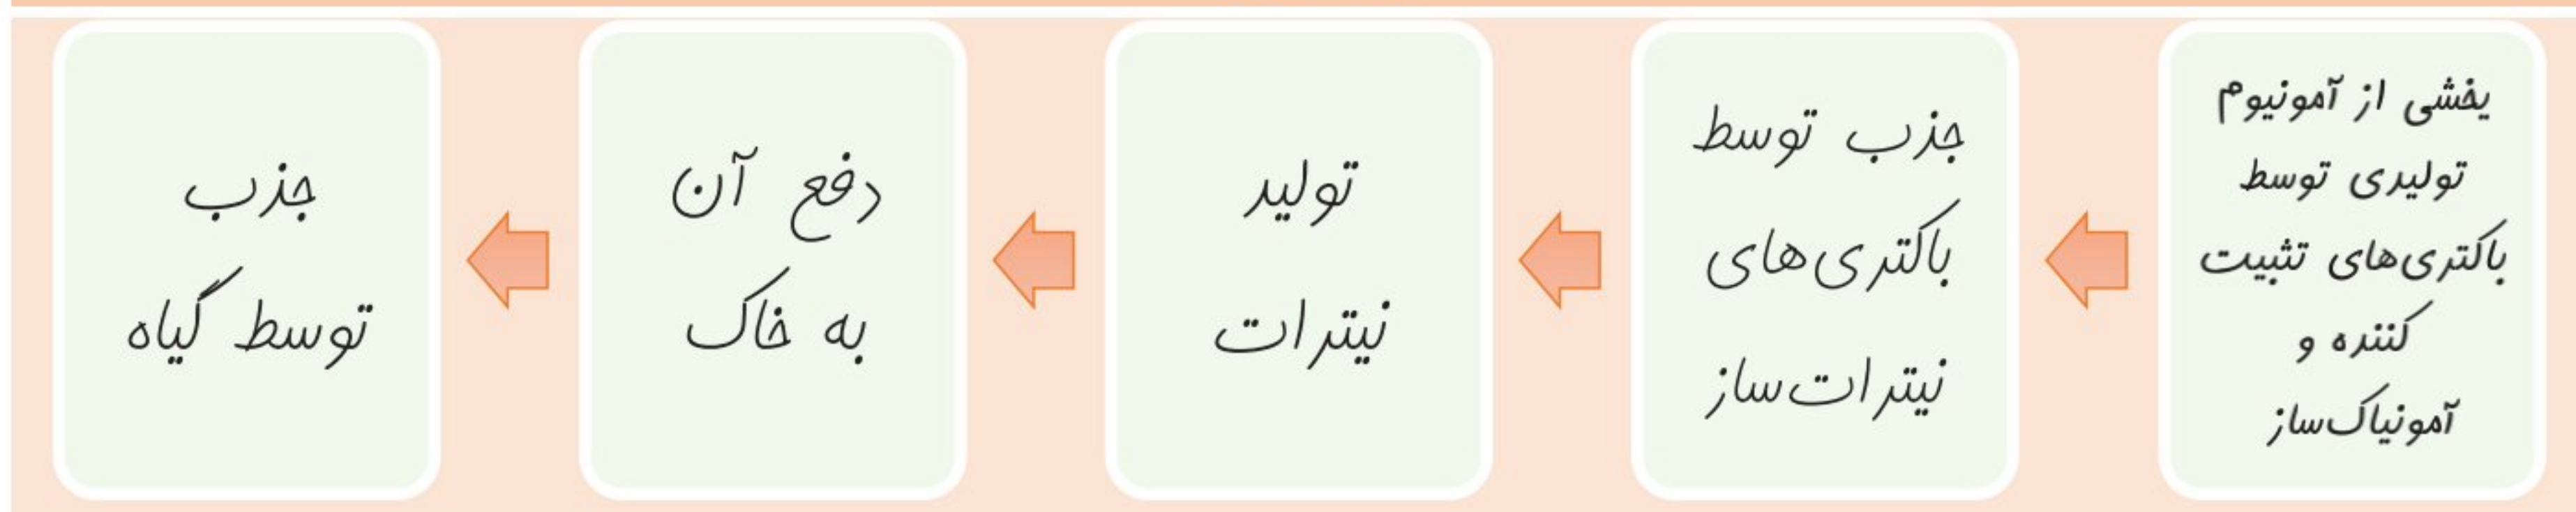 یخشی از آمونیوم
تولیدی توسط
باکتری‌های تثبیت
کننده و
آمونیاک‌ساز
جذب توسط
باکتری‌های
نیترات‌ساز
تولید
نیترات
دفع آن
به خاک
جذب
توسط گیاه